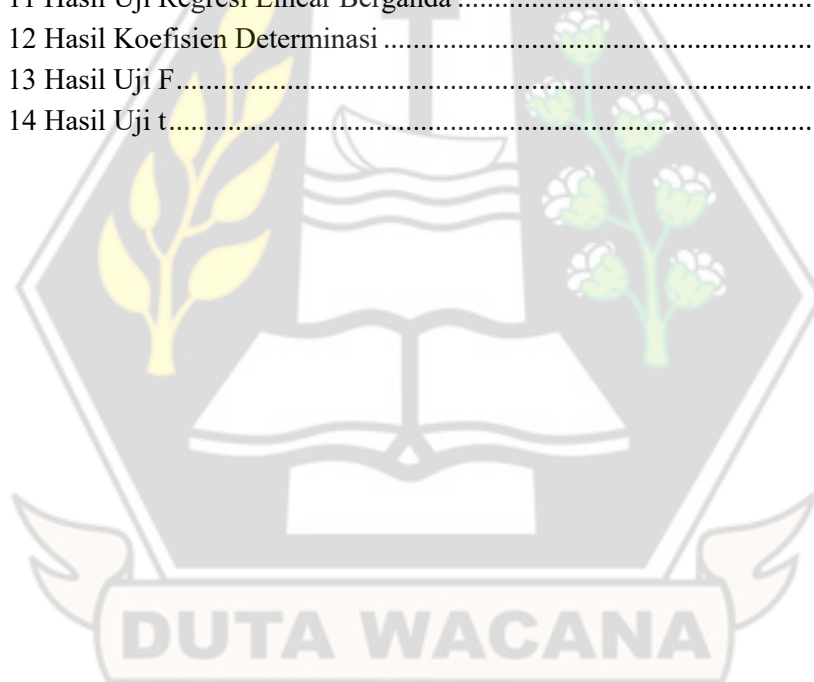 11 Hasil Uji Regresi Linear Berganda ..................................................
12 Hasil Koefisien Determinasi ..............................................................
13 Hasil Uji F..........................................................................................
14 Hasil Uji t...........................................................................................
DUTA WACANA